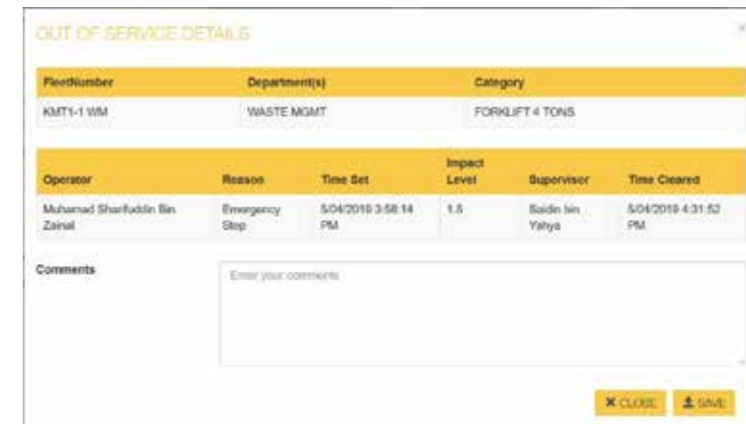 OUT OF SERVICE DETAILS
×
FleetNumber Department(s) Category
KMT1-1 WM WASTE MGMT FORKLIFT 4 TONS
Impact
Operator Reason Time Set Level Supervisor Time Cleared
Muhamad Sharifuddin Bin Emergency 5/04/2019 3:58:14 1.5 Saidin bin 5/04/2019 4:31:52
Zainal Stop PM Yahya PM
Comments Enter your comments
CLOSE SAVE